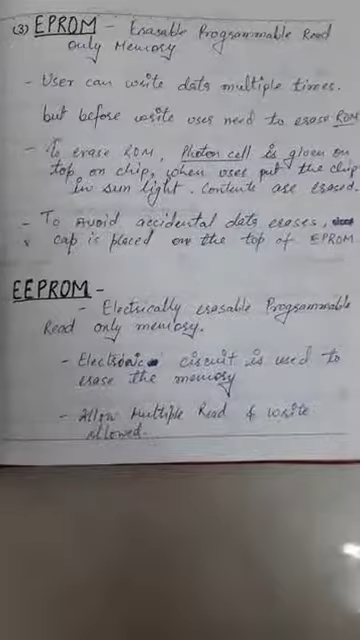 (3) EPROM - Erasable Programmable Read
Only Memory
- User can write data multiple times.
but before write user need to erase ROM
- To erase ROM, Photon cell is given on
top on chip, when user put the chip
in sun light. Contents are erased.
- To Avoid accidental data erases,
cap is placed on the top of EPROM
EEPROM -
- Electrically erasable Programmable
Read only memory.
- Electronic circuit is used to
erase the memory
- Allow Multiple Read & write
allowed.